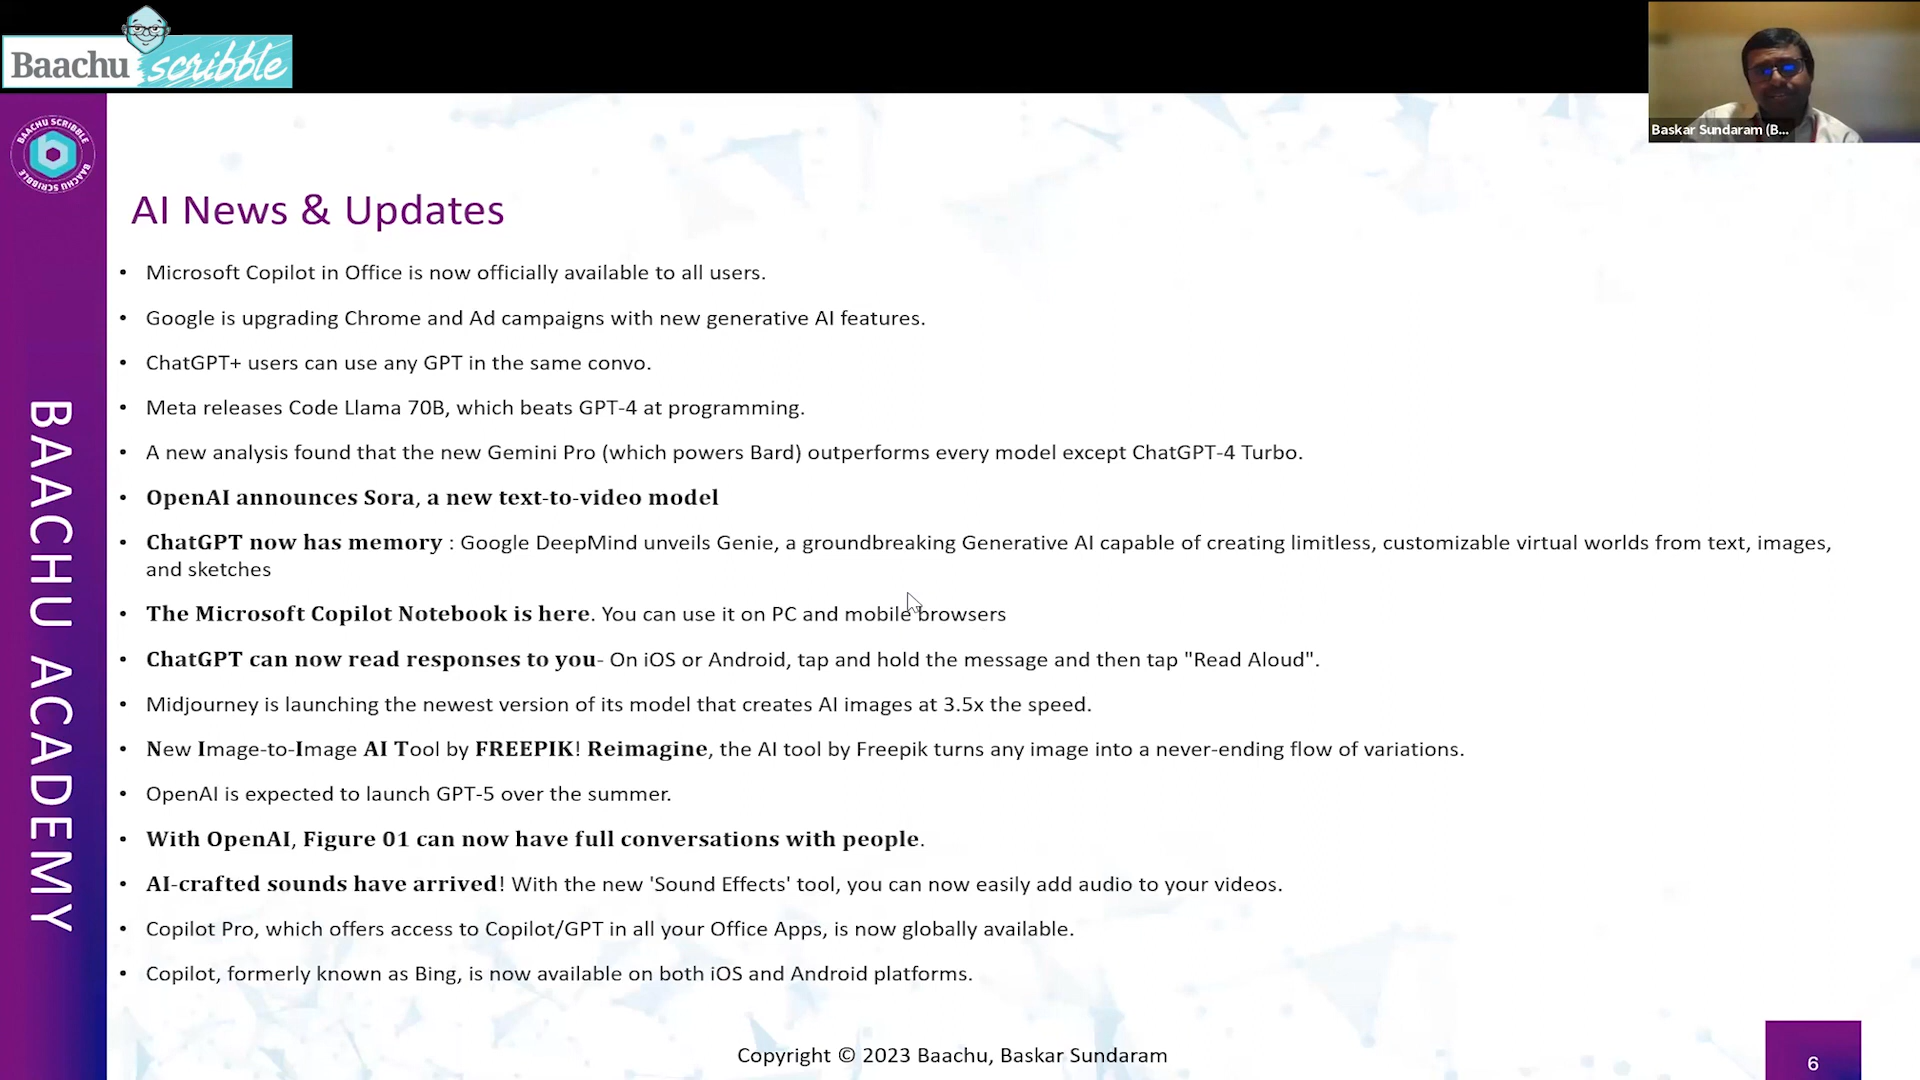 Baachu scribble
Baskar Sundaram (B...
BAACHU SCRIBBLE
BAACHU SCRIBBLE
BAACHU ACADEMY
AI News & Updates
• Microsoft Copilot in Office is now officially available to all users.
• Google is upgrading Chrome and Ad campaigns with new generative AI features.
• ChatGPT+ users can use any GPT in the same convo.
• Meta releases Code Llama 70B, which beats GPT-4 at programming.
• A new analysis found that the new Gemini Pro (which powers Bard) outperforms every model except ChatGPT-4 Turbo.
• OpenAI announces Sora, a new text-to-video model
• ChatGPT now has memory : Google DeepMind unveils Genie, a groundbreaking Generative AI capable of creating limitless, customizable virtual worlds from text, images,
and sketches
• The Microsoft Copilot Notebook is here. You can use it on PC and mobile browsers
• ChatGPT can now read responses to you- On iOS or Android, tap and hold the message and then tap "Read Aloud".
• Midjourney is launching the newest version of its model that creates AI images at 3.5x the speed.
• New Image-to-Image AI Tool by FREEPIK! Reimagine, the AI tool by Freepik turns any image into a never-ending flow of variations.
• OpenAI is expected to launch GPT-5 over the summer.
• With OpenAI, Figure 01 can now have full conversations with people.
• AI-crafted sounds have arrived! With the new 'Sound Effects' tool, you can now easily add audio to your videos.
• Copilot Pro, which offers access to Copilot/GPT in all your Office Apps, is now globally available.
• Copilot, formerly known as Bing, is now available on both iOS and Android platforms.
Copyright © 2023 Baachu, Baskar Sundaram
6